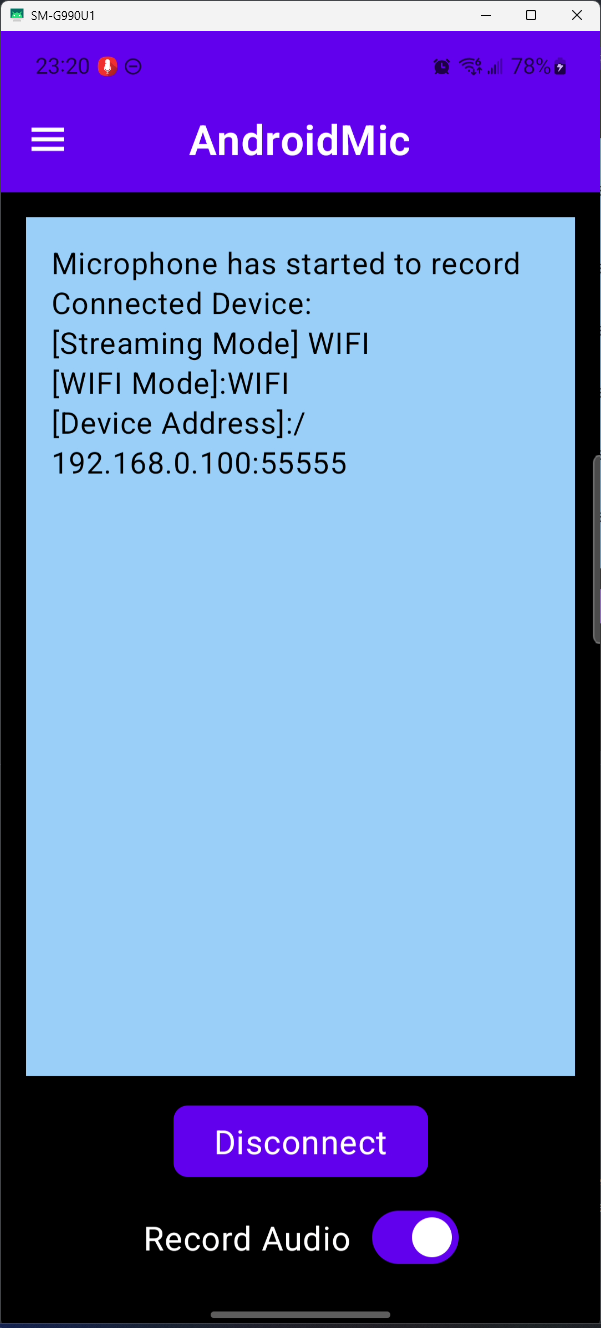 SM-G990U1
23:20
78%
AndroidMic
Microphone has started to record
Connected Device:
[Streaming Mode] WIFI
[WIFI Mode]:WIFI
[Device Address]:/
192.168.0.100:55555
Disconnect
Record Audio